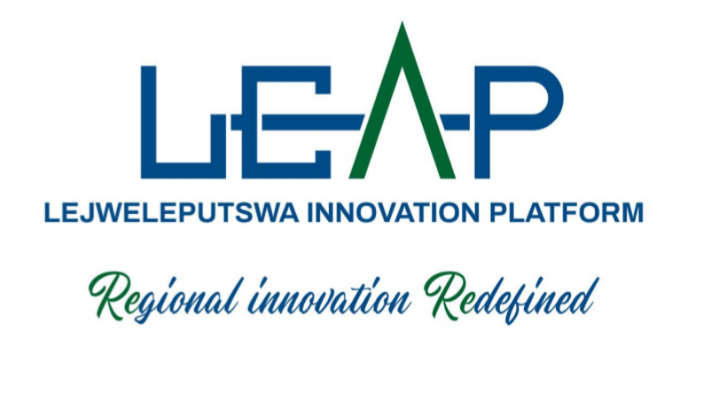 LEAP
LEJWELEPUTSWA INNOVATION PLATFORM
Regional innovation Redefined